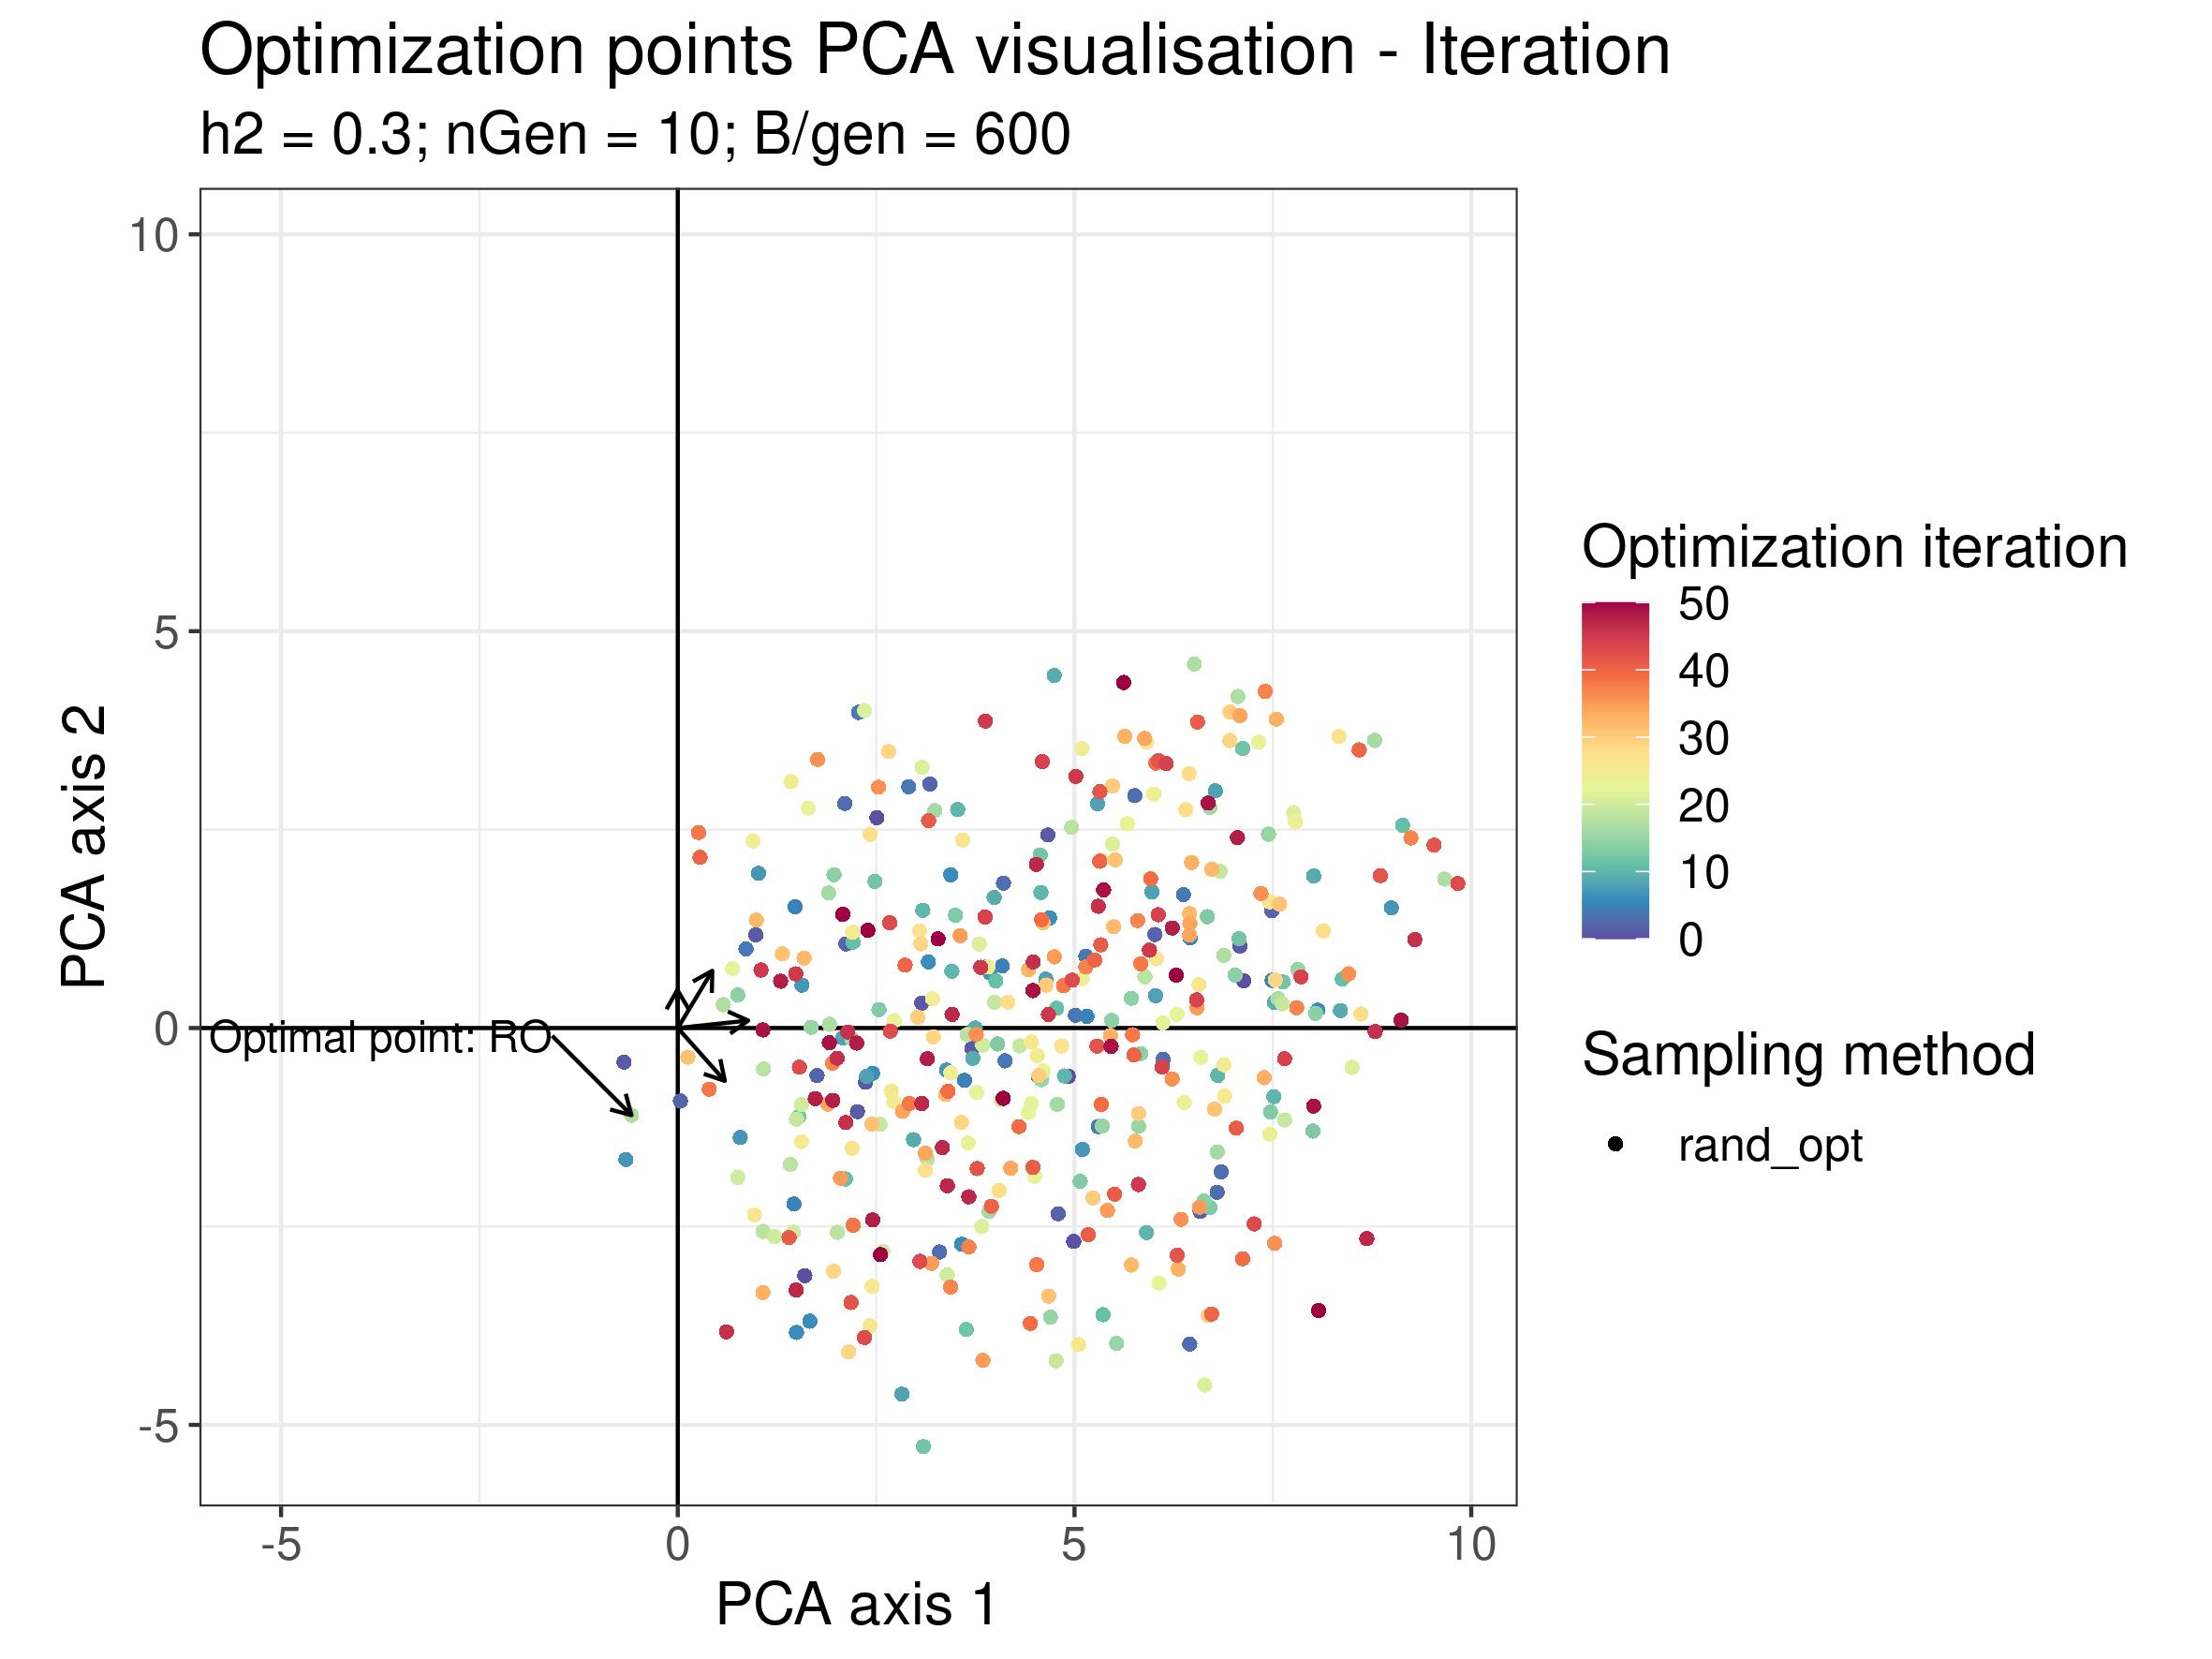 Optimization points PCA visualisation - Iteration
h2 = 0.3; nGen = 10; B/gen = 600
10
5
0
-5
PCA axis 2
Optimal point: RO
-5
0
5
10
PCA axis 1
Optimization iteration
50
40
30
20
10
0
Sampling method
rand_opt